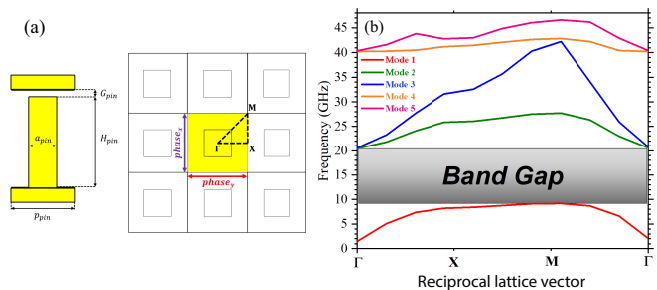 (a)
G_pin
a_pin
H_pin
p_pin
M
Γ
X
phase_x
phase_y
(b)
Frequency (GHz)
45
40
35
30
25
20
15
10
5
0
Mode 1
Mode 2
Mode 3
Mode 4
Mode 5
Band Gap
Γ X M Γ
Reciprocal lattice vector